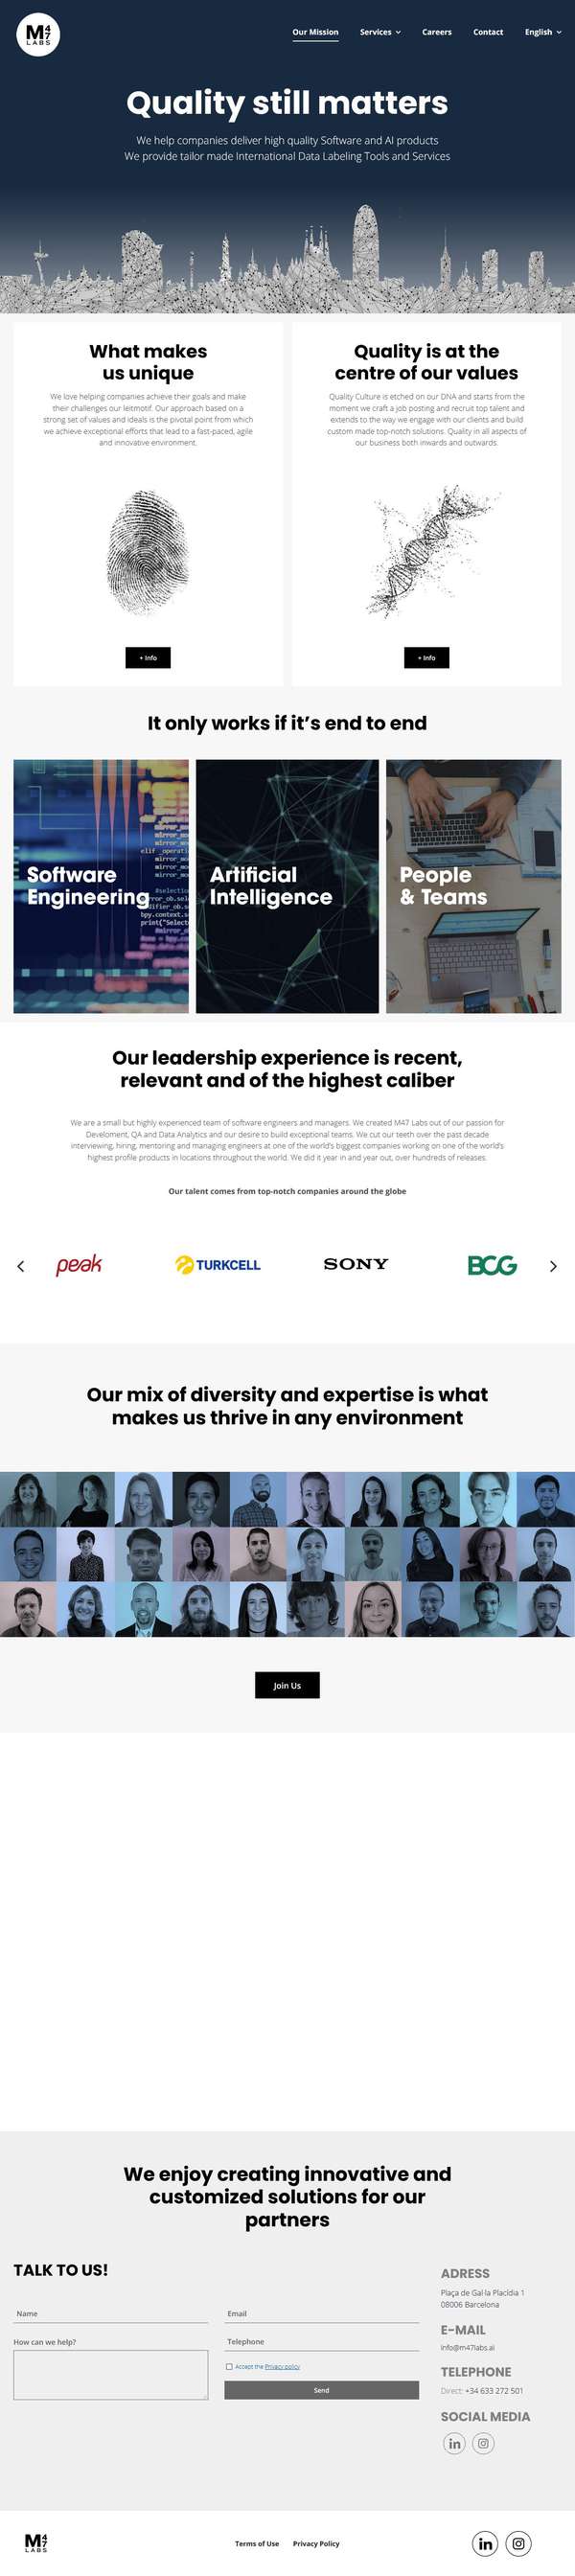 M47
LABS
Our Mission
Services
Careers
Contact
English
Quality still matters
We help companies deliver high quality Software and AI products
We provide tailor made International Data Labeling Tools and Services
What makes
us unique
We love helping companies achieve their goals and make
their challenges our leitmotif. Our approach based on a
strong set of values and ideals is the pivotal point from which
we achieve exceptional efforts that lead to a fast-paced, agile
and innovative environment.
+ Info
Quality is at the
centre of our values
Quality Culture is etched on our DNA and starts from the
moment we craft a job posting and recruit top talent and
extends to the way we engage with our clients and build
custom made top-notch solutions. Quality in all aspects of
our business both inwards and outwards.
+ Info
It only works if it’s end to end
Software
Engineering
Artificial
Intelligence
People
& Teams
Our leadership experience is recent,
relevant and of the highest caliber
We are a small but highly experienced team of software engineers and managers. We created M47 Labs out of our passion for
Develoment, QA and Data Analytics and our desire to build exceptional teams. We cut our teeth over the past decade
interviewing, hiring, mentoring and managing engineers at one of the world's biggest companies working on one of the world's
highest profile products in locations throughout the world. We did it year in and year out, over hundreds of releases.
Our talent comes from top-notch companies around the globe
peak
TURKCELL
SONY
BCG
Our mix of diversity and expertise is what
makes us thrive in any environment
Join Us
We enjoy creating innovative and
customized solutions for our
partners
TALK TO US!
Name
Email
How can we help?
Telephone
Accept the Privacy policy
Send
ADRESS
Plaça de Gal·la Placídia 1
08006 Barcelona
E-MAIL
info@m47labs.ai
TELEPHONE
Direct: +34 633 272 501
SOCIAL MEDIA
in
M47
LABS
Terms of Use
Privacy Policy
in